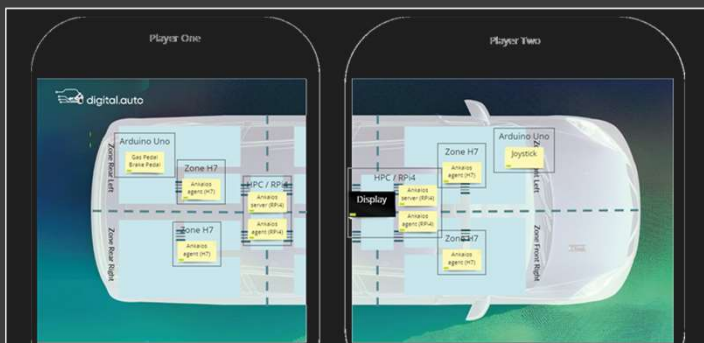 Player One
digital.auto
Arduino Uno
Gas Pedal
Brake Pedal
Zone Rear Left
Zone H7
Ankaios
agent (H7)
HPC / RPi4
Ankaios
server (RPi4)
Ankaios
agent (RPi4)
Zone H7
Ankaios
agent (H7)
Zone Rear Right
Player Two
Arduino Uno
Joystick
Zone H7
Ankaios
agent (H7)
HPC / RPi4
Display
Ankaios
server (RPi4)
Ankaios
agent (RPi4)
Zone H7
Ankaios
agent (H7)
Zone Front Right